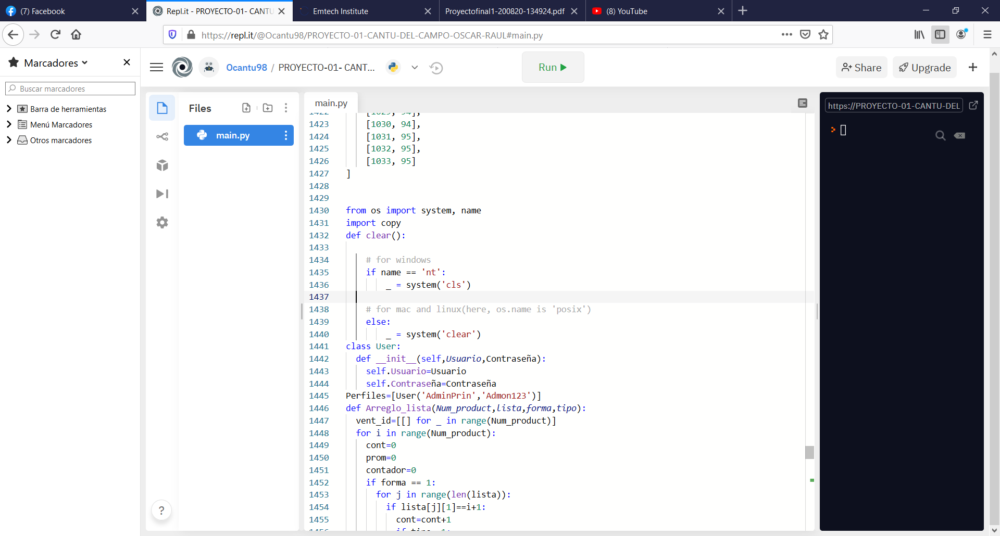 (7) Facebook
Repl.it - PROYECTO-01- CANTU
Emtech Institute
Proyectofinal1-200820-134924.pdf
(8) YouTube
https://repl.it/@Ocantu98/PROYECTO-01-CANTU-DEL-CAMPO-OSCAR-RAUL#main.py
Marcadores
Buscar marcadores
Barra de herramientas
Menú Marcadores
Otros marcadores
Ocantu98 / PROYECTO-01- CANT...
Run
Share
Upgrade
Files
main.py
main.py
1422 [1029, 94],
1423 [1030, 94],
1424 [1031, 95],
1425 [1032, 95],
1426 [1033, 95]
1427 ]
1428
1429
1430 from os import system, name
1431 import copy
1432 def clear():
1433
1434 # for windows
1435 if name == 'nt':
1436 _ = system('cls')
1437
1438 # for mac and linux(here, os.name is 'posix')
1439 else:
1440 _ = system('clear')
1441 class User:
1442 def __init__(self,Usuario,Contraseña):
1443 self.Usuario=Usuario
1444 self.Contraseña=Contraseña
1445 Perfiles=[User('AdminPrin','Admon123')]
1446 def Arreglo_lista(Num_product,lista,forma,tipo):
1447 vent_id=[[] for _ in range(Num_product)]
1448 for i in range(Num_product):
1449 cont=0
1450 prom=0
1451 contador=0
1452 if forma == 1:
1453 for j in range(len(lista)):
1454 if lista[j][1]==i+1:
1455 cont=cont+1
https://PROYECTO-01-CANTU-DEL
?